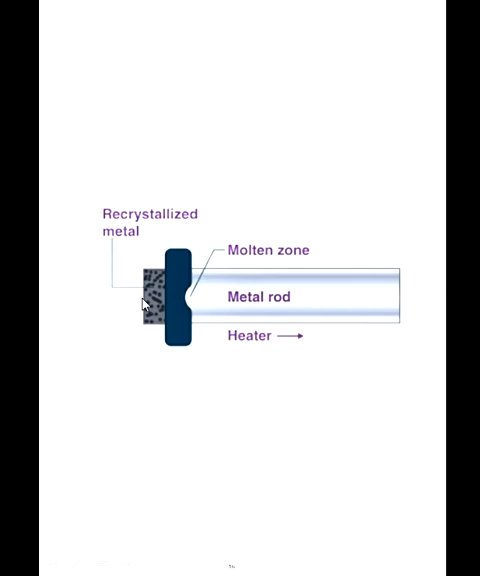 Recrystallized
metal
Molten zone
Metal rod
Heater